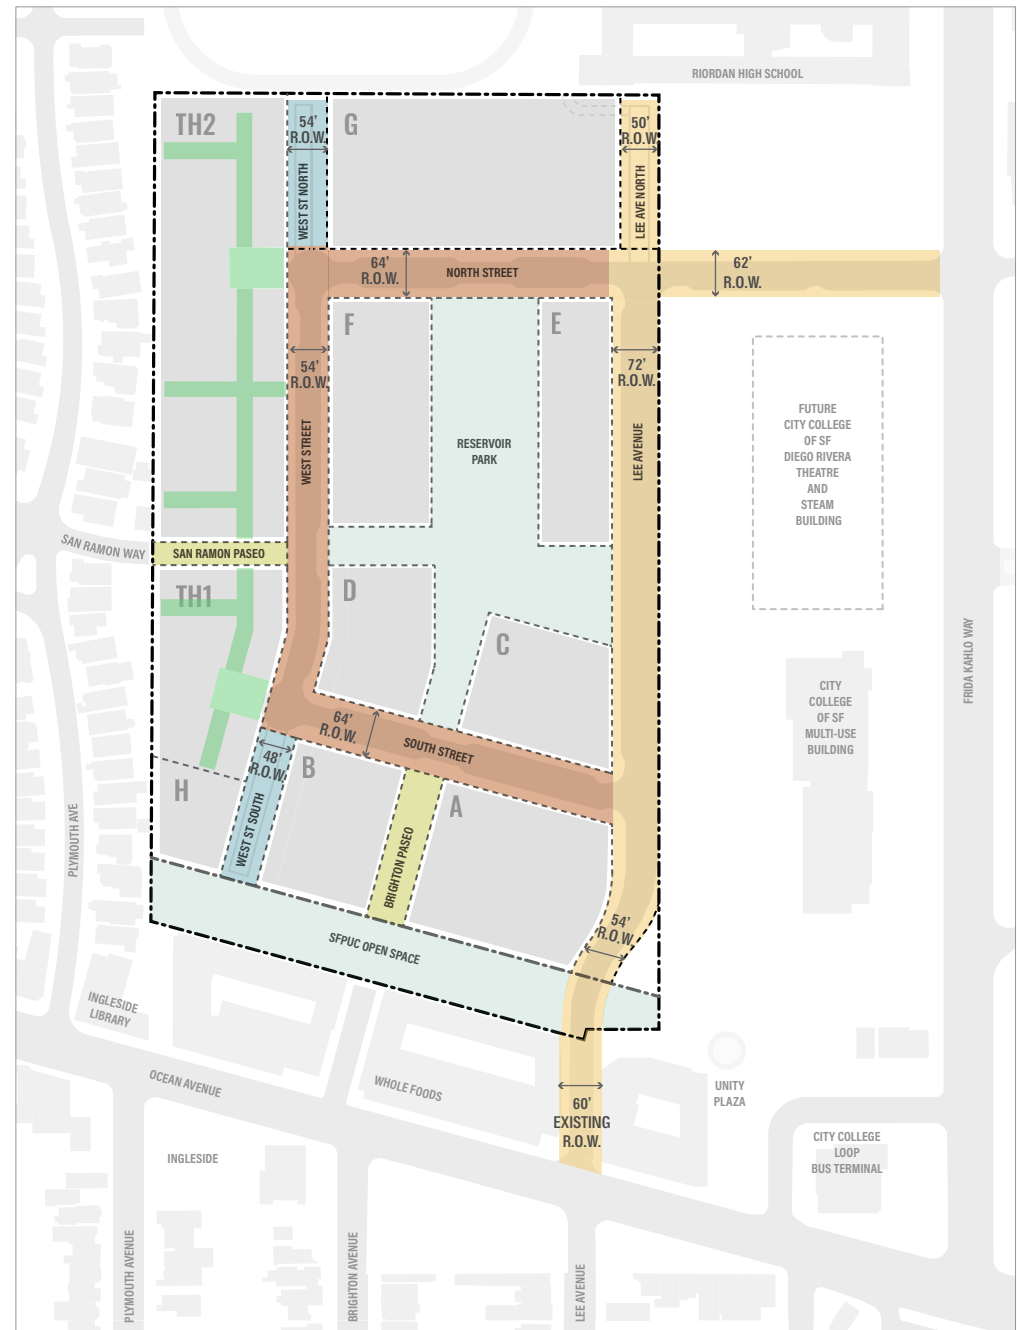 RIORDAN HIGH SCHOOL
TH2
54’
R.O.W.
G
50’
R.O.W.
WEST ST NORTH
LEE AVE NORTH
64’
R.O.W.
NORTH STREET
62’
R.O.W.
F
E
54’
R.O.W.
72’
R.O.W.
WEST STREET
RESERVOIR
PARK
LEE AVENUE
FUTURE
CITY COLLEGE
OF SF
DIEGO RIVERA
THEATRE
AND
STEAM
BUILDING
SAN RAMON WAY
SAN RAMON PASEO
TH1
D
C
FRIDA KAHLO WAY
CITY
COLLEGE
OF SF
MULTI-USE
BUILDING
64’
R.O.W.
SOUTH STREET
48’
R.O.W.
B
H
A
WEST ST SOUTH
BRIGHTON PASEO
PLYMOUTH AVE
54’
R.O.W
SFPUC OPEN SPACE
INGLESIDE
LIBRARY
OCEAN AVENUE
WHOLE FOODS
UNITY
PLAZA
60’
EXISTING
R.O.W.
CITY COLLEGE
LOOP
BUS TERMINAL
INGLESIDE
PLYMOUTH AVENUE
BRIGHTON AVENUE
LEE AVENUE